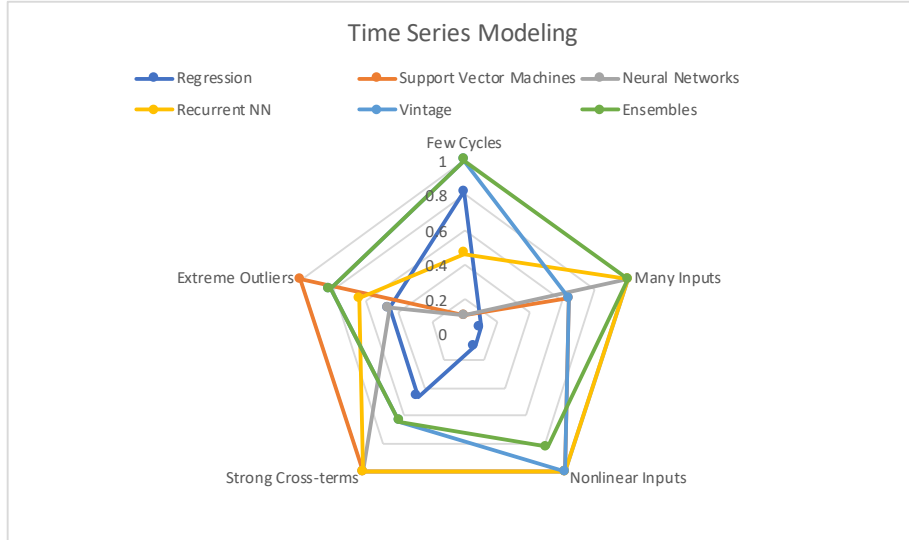 Time Series Modeling
Regression Support Vector Machines Neural Networks
Recurrent NN Vintage Ensembles
Few Cycles
1
0.8
0.6
0.4
0.2
0
Extreme Outliers Many Inputs
Strong Cross-terms Nonlinear Inputs